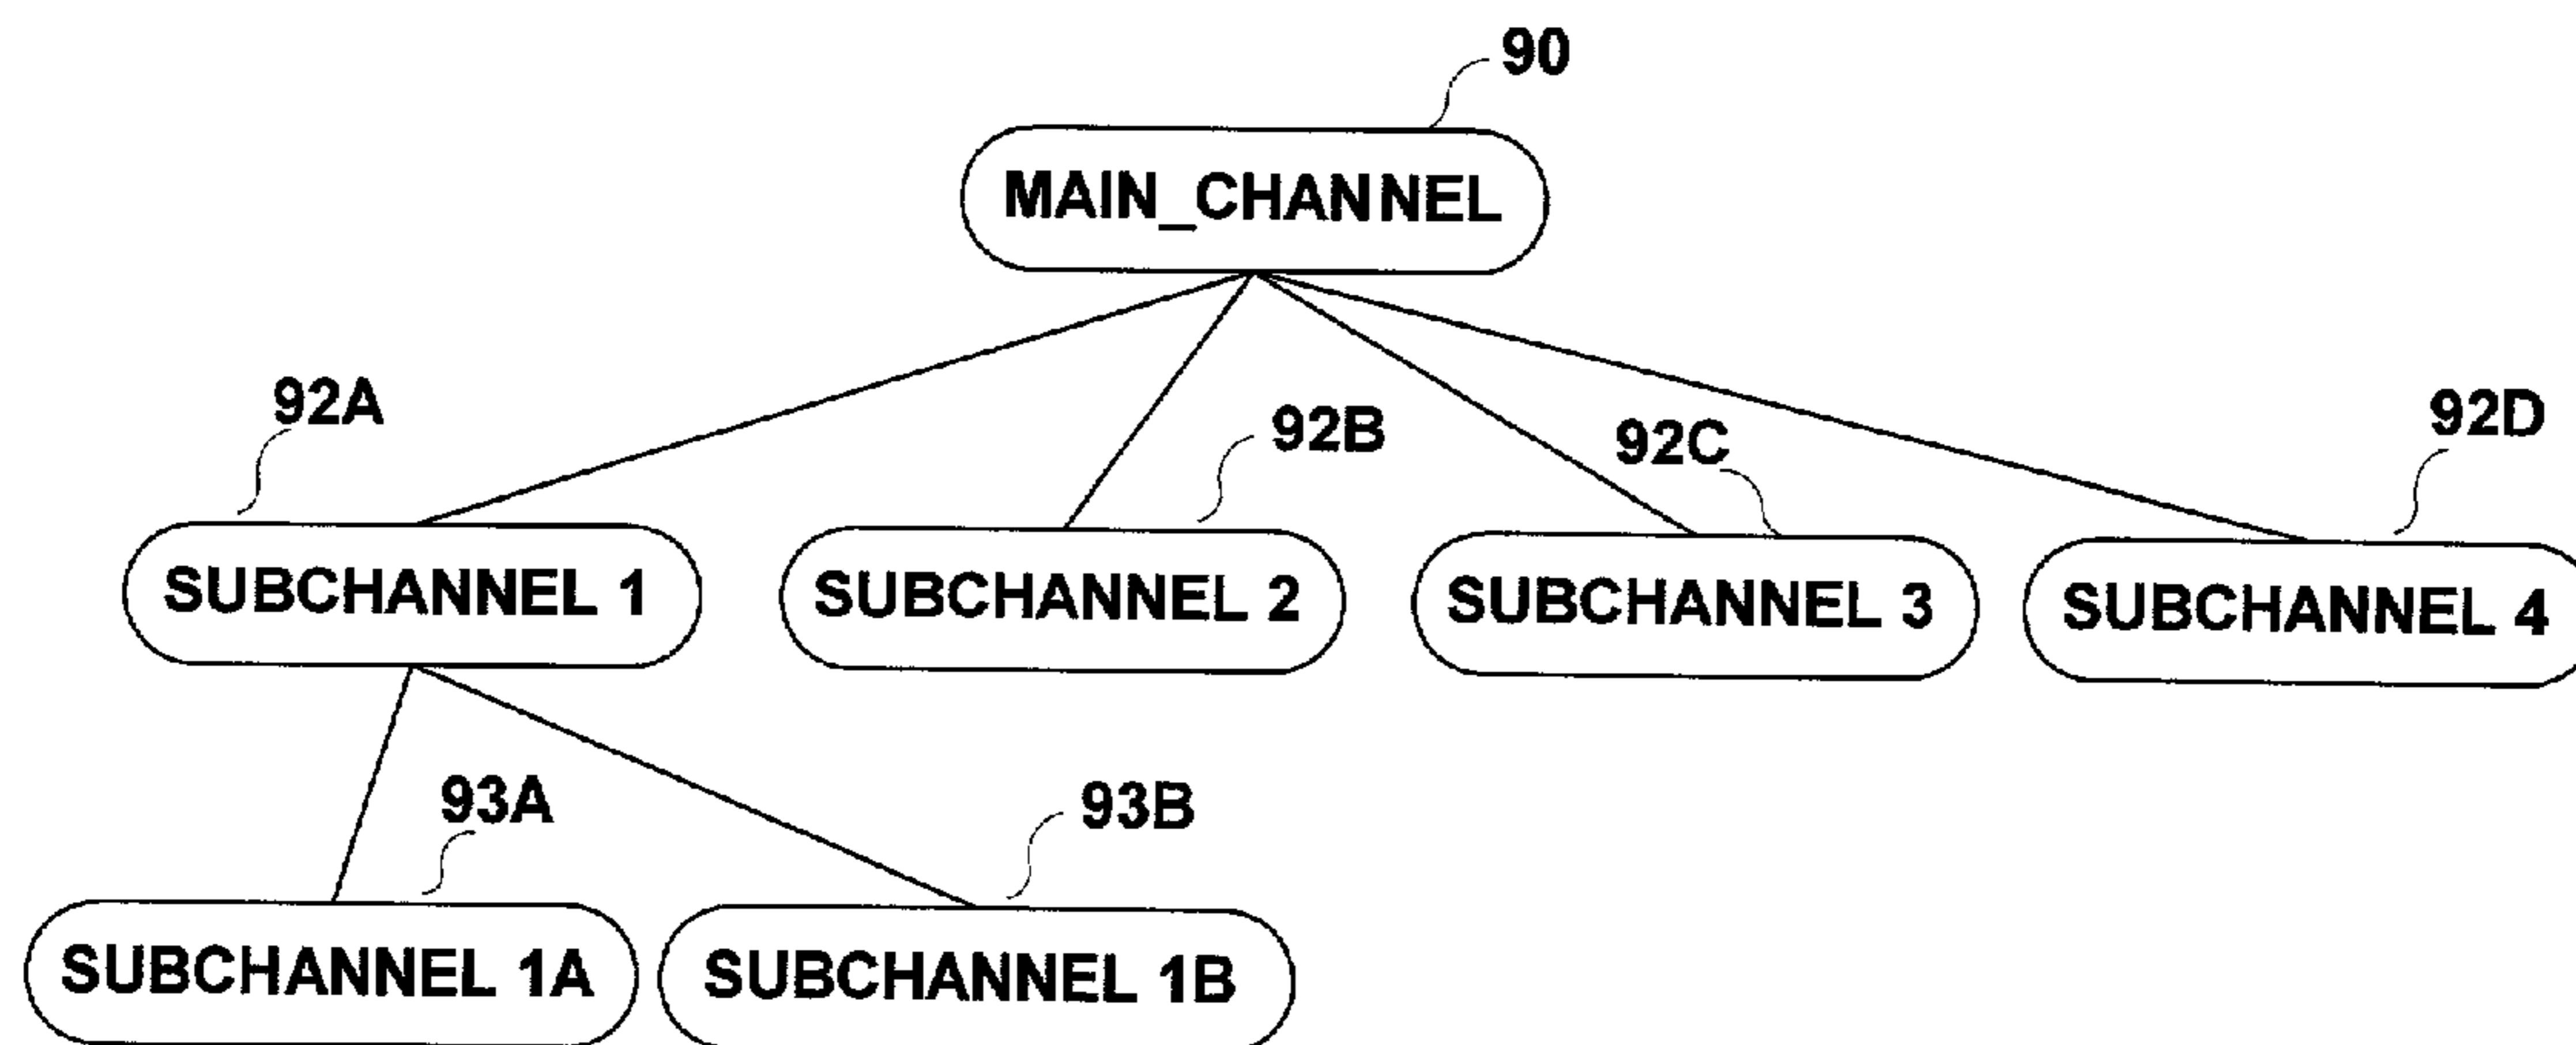 90
MAIN_CHANNEL
92A
92B
92C
92D
SUBCHANNEL 1
SUBCHANNEL 2
SUBCHANNEL 3
SUBCHANNEL 4
93A
93B
SUBCHANNEL 1A
SUBCHANNEL 1B